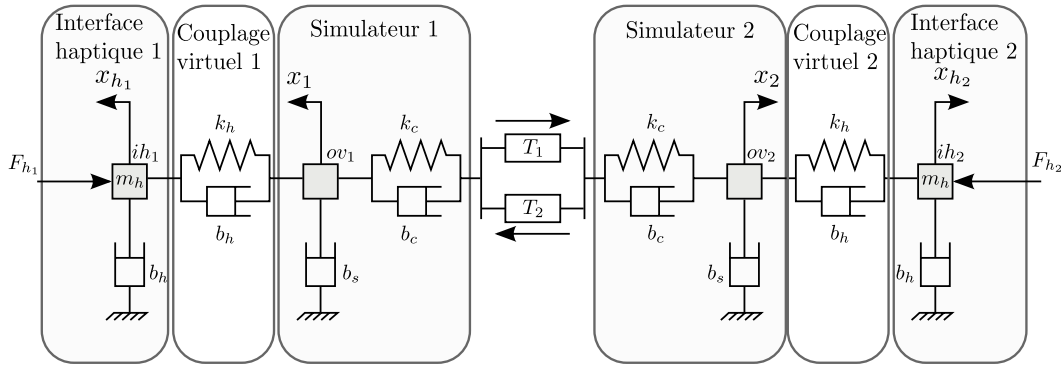 Interface
haptique 1
Couplage
virtuel 1
Simulateur 1
Simulateur 2
Couplage
virtuel 2
Interface
haptique 2
x_{h_1}
x_1
x_2
x_{h_2}
k_h
k_c
T_1
k_c
k_h
F_{h_1}
ih_1
ov_1
ov_2
ih_2
F_{h_2}
m_h
m_h
T_2
b_h
b_c
b_c
b_h
b_h
b_s
b_s
b_h